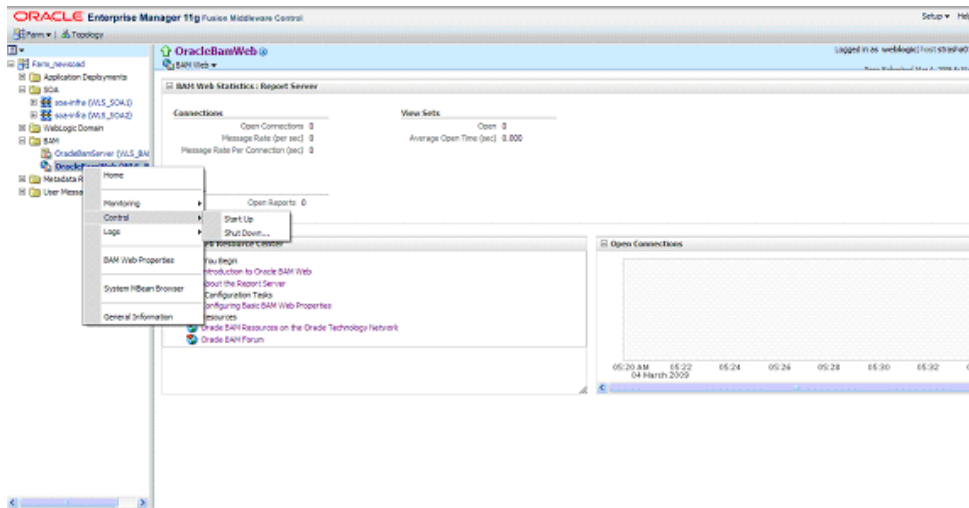 ORACLE Enterprise Manager 11g Fusion Middleware Control
Setup Help
Farm Topology
Farm_newsoad
Application Deployments
SOA
soa-infra (WLS_SOA1)
soa-infra (WLS_SOA2)
WebLogic Domain
BAM
OracleBamServer (WLS_BA
OracleBamWeb (WLS_B
Metadata R
User Messa
Home
Monitoring
Control
Logs
BAM Web Properties
System MBean Browser
General Information
Start Up
Shut Down...
OracleBamWeb
BAM Web
Logged in as weblogic|host
BAM Web Statistics : Report Server
Connections
Open Connections 0
Message Rate (per sec) 0
Message Rate Per Connection (sec) 0
View Sets
Open 0
Average Open Time (sec) 0.000
Open Reports 0
Resource Center
You Begin
Introduction to Oracle BAM Web
About the Report Server
Configuration Tasks
Configuring Basic BAM Web Properties
Resources
Oracle BAM Resources on the Oracle Technology Network
Oracle BAM Forum
Open Connections
05:20 AM 05:22 05:24 05:26 05:28 05:30 05:32
04 March 2009